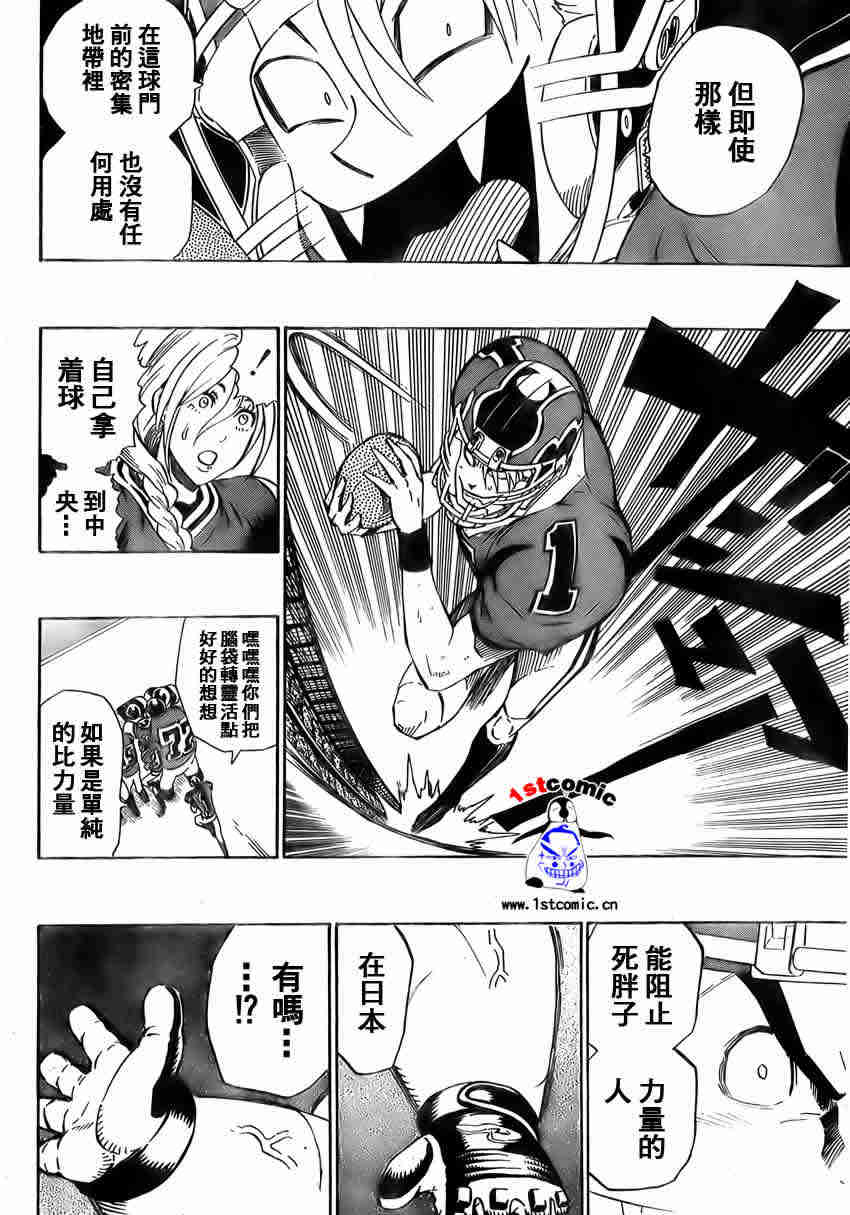 但即使
那樣
在這球門
前的密集
地帶裡
也沒有任
何用處
1
自己拿
着球
到中
央…
!
嘿嘿嘿你們把
腦袋轉靈活點
好好的想想
72
如果是單純
的比力量
1stcomic
www.1stcomic.cn
能阻止
死胖子
力量的
人
在日本
有嗎…
…!?